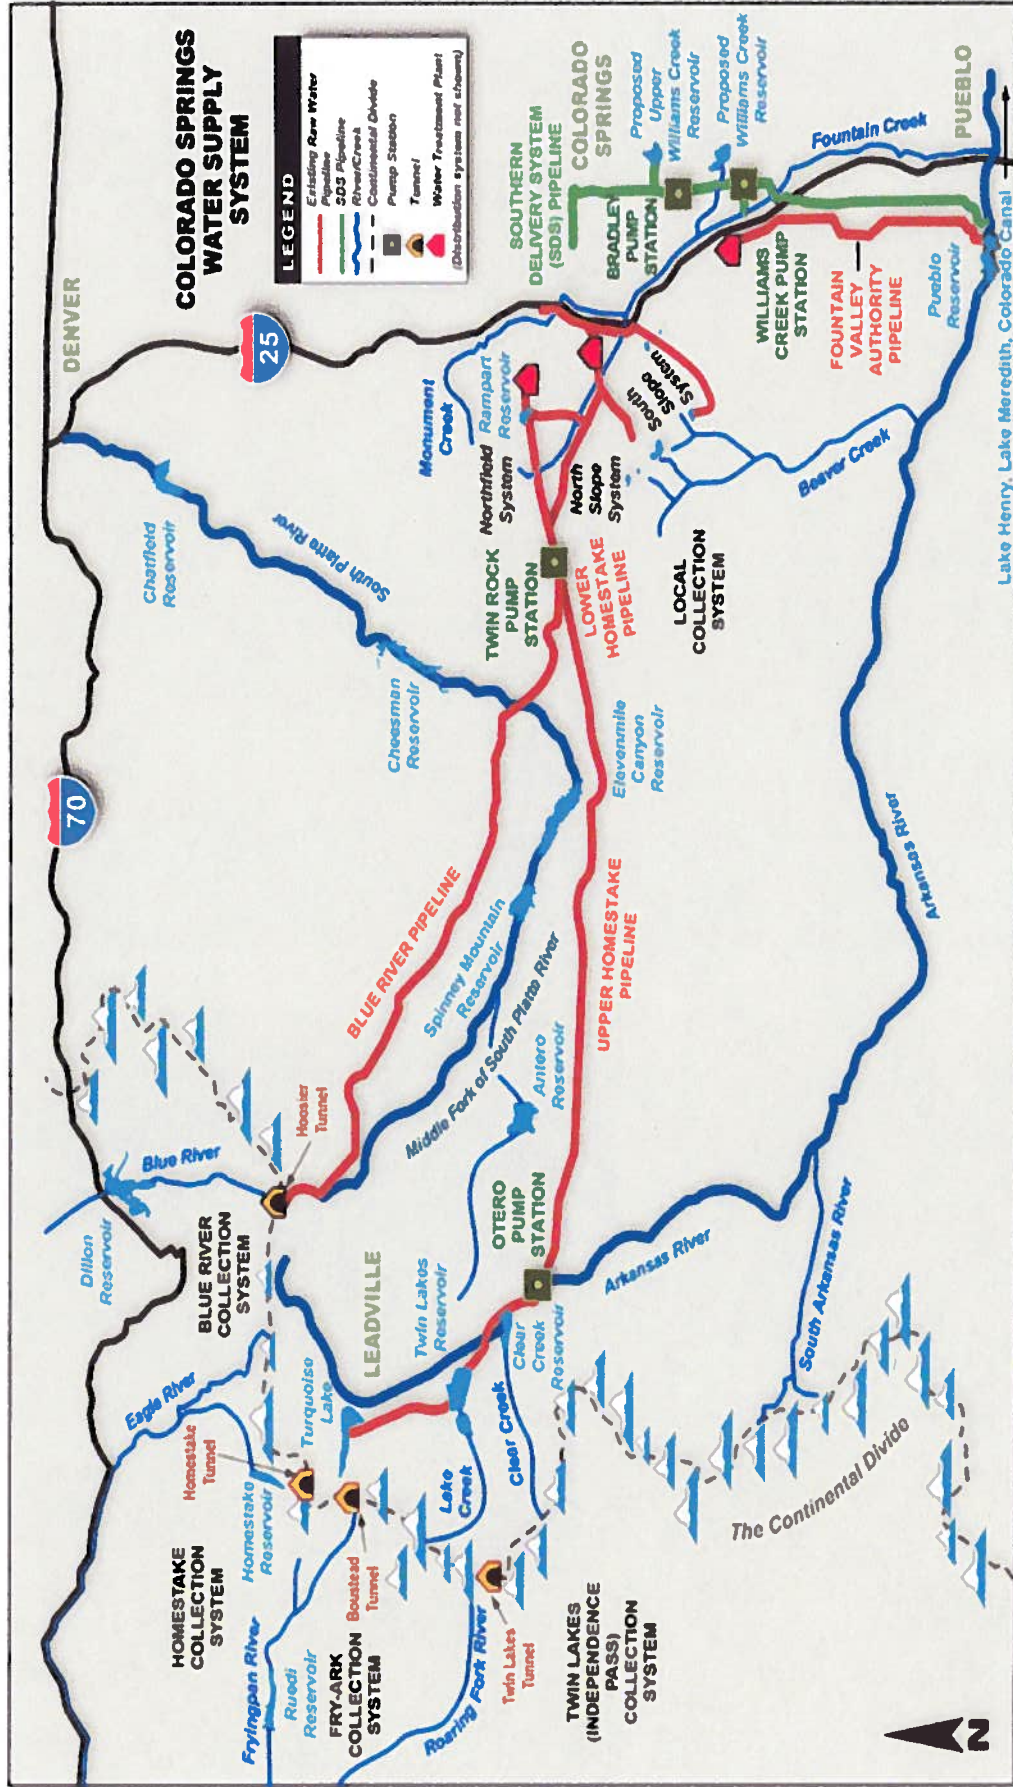 COLORADO SPRINGS
WATER SUPPLY
SYSTEM
LEGEND
Existing Raw Water
Pipeline
SDS Pipeline
River/Creek
Continental Divide
Pump Station
Tunnel
Water Treatment Plant
(Distribution system not shown)
DENVER
70
25
Dillon
Reservoir
Blue River
BLUE RIVER
COLLECTION
SYSTEM
Hoosier
Tunnel
Eagle River
Homestake
Tunnel
Homestake
Reservoir
HOMESTAKE
COLLECTION
SYSTEM
Turquoise
Lake
LEADVILLE
Fryingpan River
Ruedi
Reservoir
Boustead
Tunnel
FRY-ARK
COLLECTION
SYSTEM
Roaring Fork River
Lake
Creek
Twin Lakes
Tunnel
TWIN LAKES
(INDEPENDENCE
PASS)
COLLECTION
SYSTEM
Clear Creek
Twin Lakes
Reservoir
Clear
Creek
Reservoir
OTERO
PUMP
STATION
Antero
Reservoir
Middle Fork of South Platte River
Spinney Mountain
Reservoir
BLUE RIVER PIPELINE
UPPER HOMESTAKE
PIPELINE
Elevenmile
Canyon
Reservoir
Cheesman
Reservoir
South Platte River
Chatfield
Reservoir
TWIN ROCK
PUMP
STATION
LOWER
HOMESTAKE
PIPELINE
Monument
Creek
Rampart
Reservoir
Northfield
System
North
Slope
System
South
Slope
System
LOCAL
COLLECTION
SYSTEM
Beaver Creek
SOUTHERN
DELIVERY SYSTEM
(SDS) PIPELINE
COLORADO
SPRINGS
BRADLEY
PUMP
STATION
Proposed
Upper
Williams Creek
Reservoir
Proposed
Williams Creek
Reservoir
WILLIAMS
CREEK PUMP
STATION
FOUNTAIN
VALLEY
AUTHORITY
PIPELINE
Fountain Creek
PUEBLO
Pueblo
Reservoir
Arkansas River
Arkansas River
South Arkansas River
The Continental Divide
Lake Henry, Lake Meredith, Colorado Canal
N